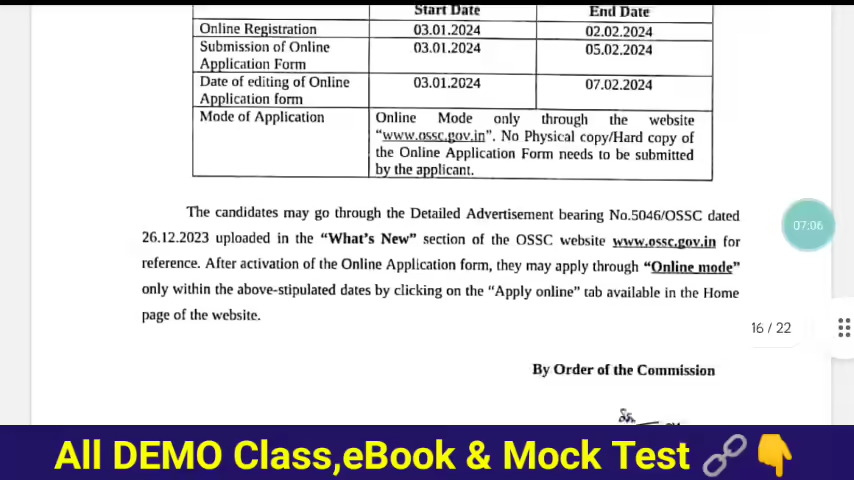 Start Date End Date
Online Registration 03.01.2024 02.02.2024
Submission of Online Application Form 03.01.2024 05.02.2024
Date of editing of Online Application form 03.01.2024 07.02.2024
Mode of Application Online Mode only through the website
“www.ossc.gov.in”. No Physical copy/Hard copy of
the Online Application Form needs to be submitted
by the applicant.
The candidates may go through the Detailed Advertisement bearing No.5046/OSSC dated
26.12.2023 uploaded in the “What’s New” section of the OSSC website www.ossc.gov.in for
reference. After activation of the Online Application form, they may apply through “Online mode”
only within the above-stipulated dates by clicking on the “Apply online” tab available in the Home
page of the website.
07:06
16 / 22
By Order of the Commission
All DEMO Class,eBook & Mock Test